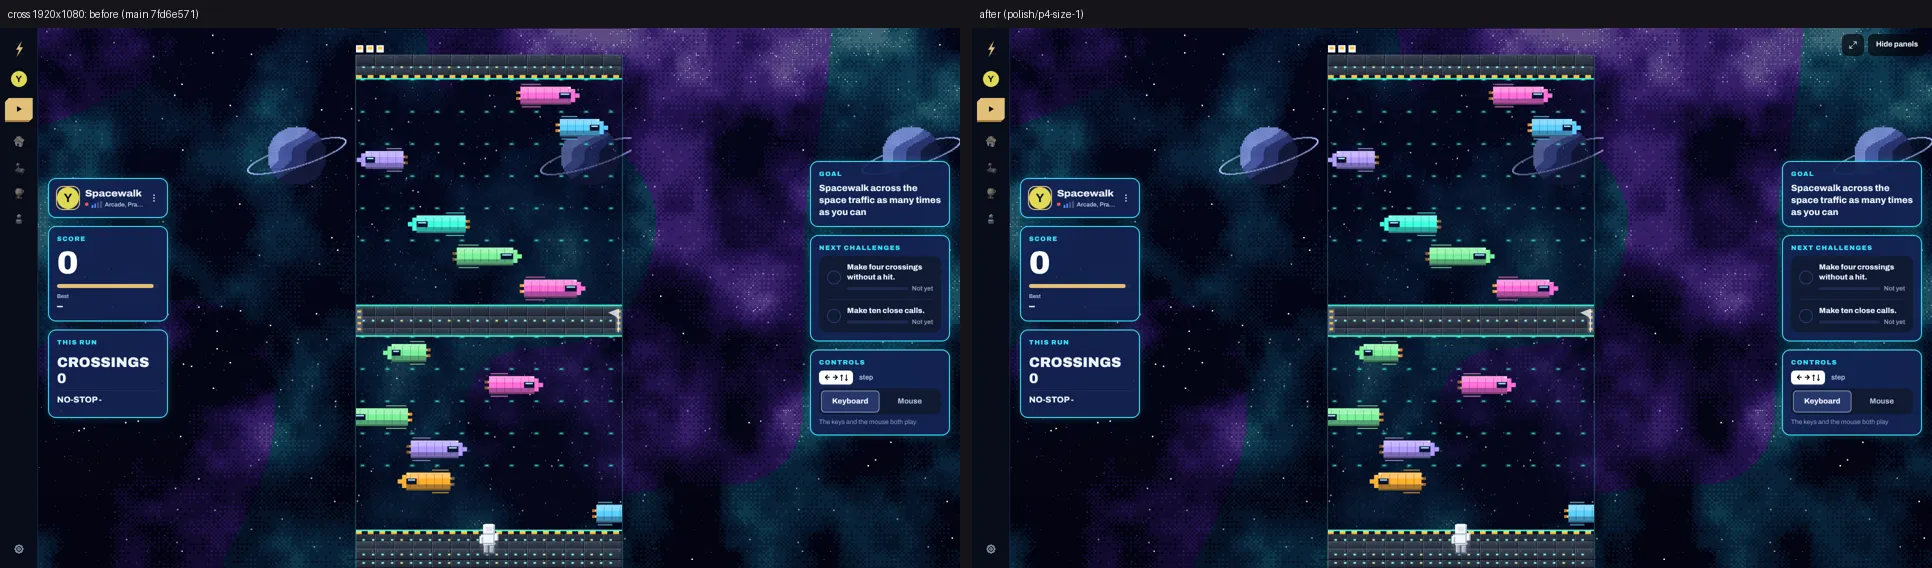 cross 1920x1080: before (main 7fd6e571)
Y
Y
Spacewalk
Arcade, Pra...
SCORE
0
Best
–
THIS RUN
CROSSINGS
0
NO-STOP -
GOAL
Spacewalk across the
space traffic as many times
as you can
NEXT CHALLENGES
Make four crossings
without a hit.
Not yet
Make ten close calls.
Not yet
CONTROLS
←→↑↓ step
Keyboard Mouse
The keys and the mouse both play
after (polish/p4-size-1)
Hide panels
Y
Y
Spacewalk
Arcade, Pra...
SCORE
0
Best
–
THIS RUN
CROSSINGS
0
NO-STOP -
GOAL
Spacewalk across the
space traffic as many times
as you can
NEXT CHALLENGES
Make four crossings
without a hit.
Not yet
Make ten close calls.
Not yet
CONTROLS
←→↑↓ step
Keyboard Mouse
The keys and the mouse both play